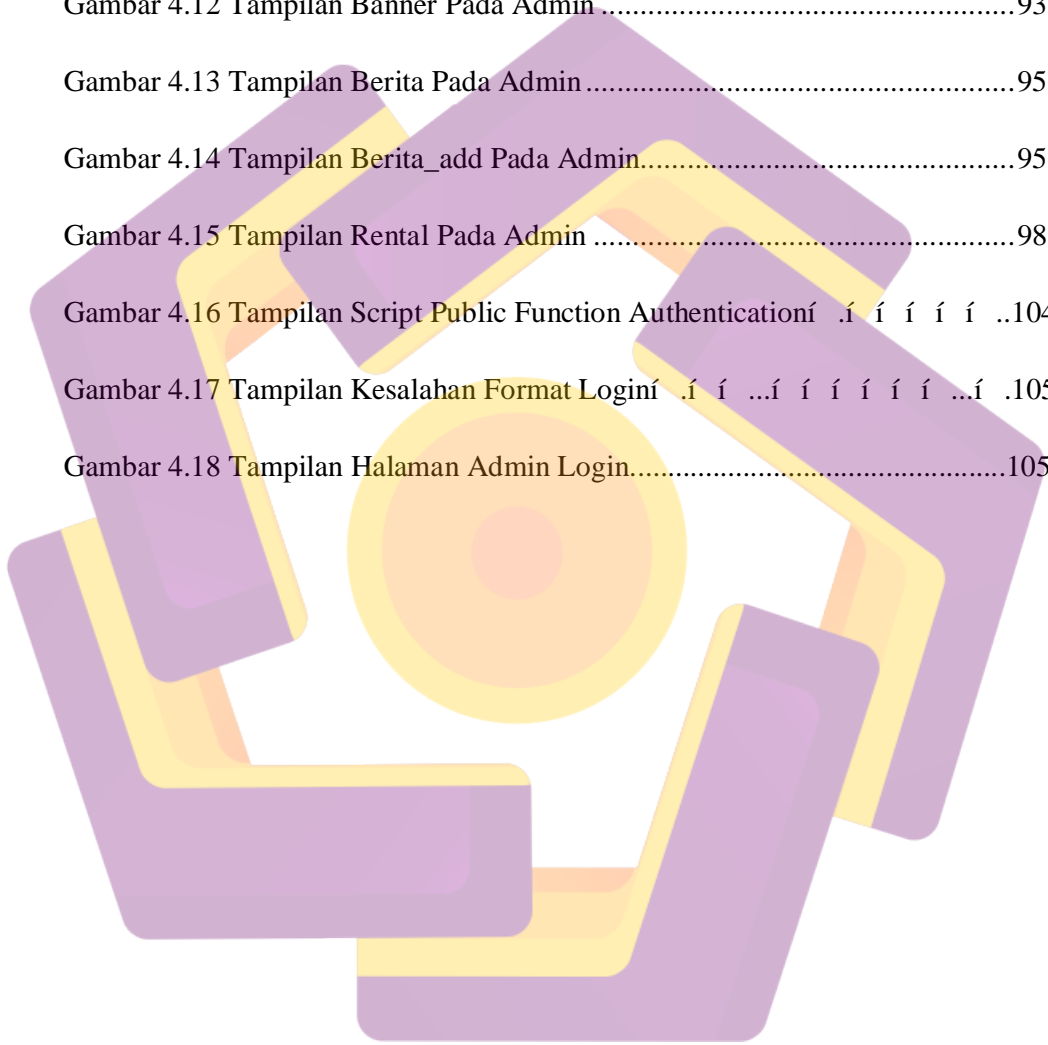 Gambar 4.12 Tampilan Banner Pada Admin.......................................................93
Gambar 4.13 Tampilan Berita Pada Admin.........................................................95
Gambar 4.14 Tampilan Berita_add Pada Admin..................................................95
Gambar 4.15 Tampilan Rental Pada Admin ........................................................98
Gambar 4.16 Tampilan Script Public Function Authenticationí .í í í í í ..104
Gambar 4.17 Tampilan Kesalahan Format Loginí .í í ...í í í í í í ...í .105
Gambar 4.18 Tampilan Halaman Admin Login..................................................105